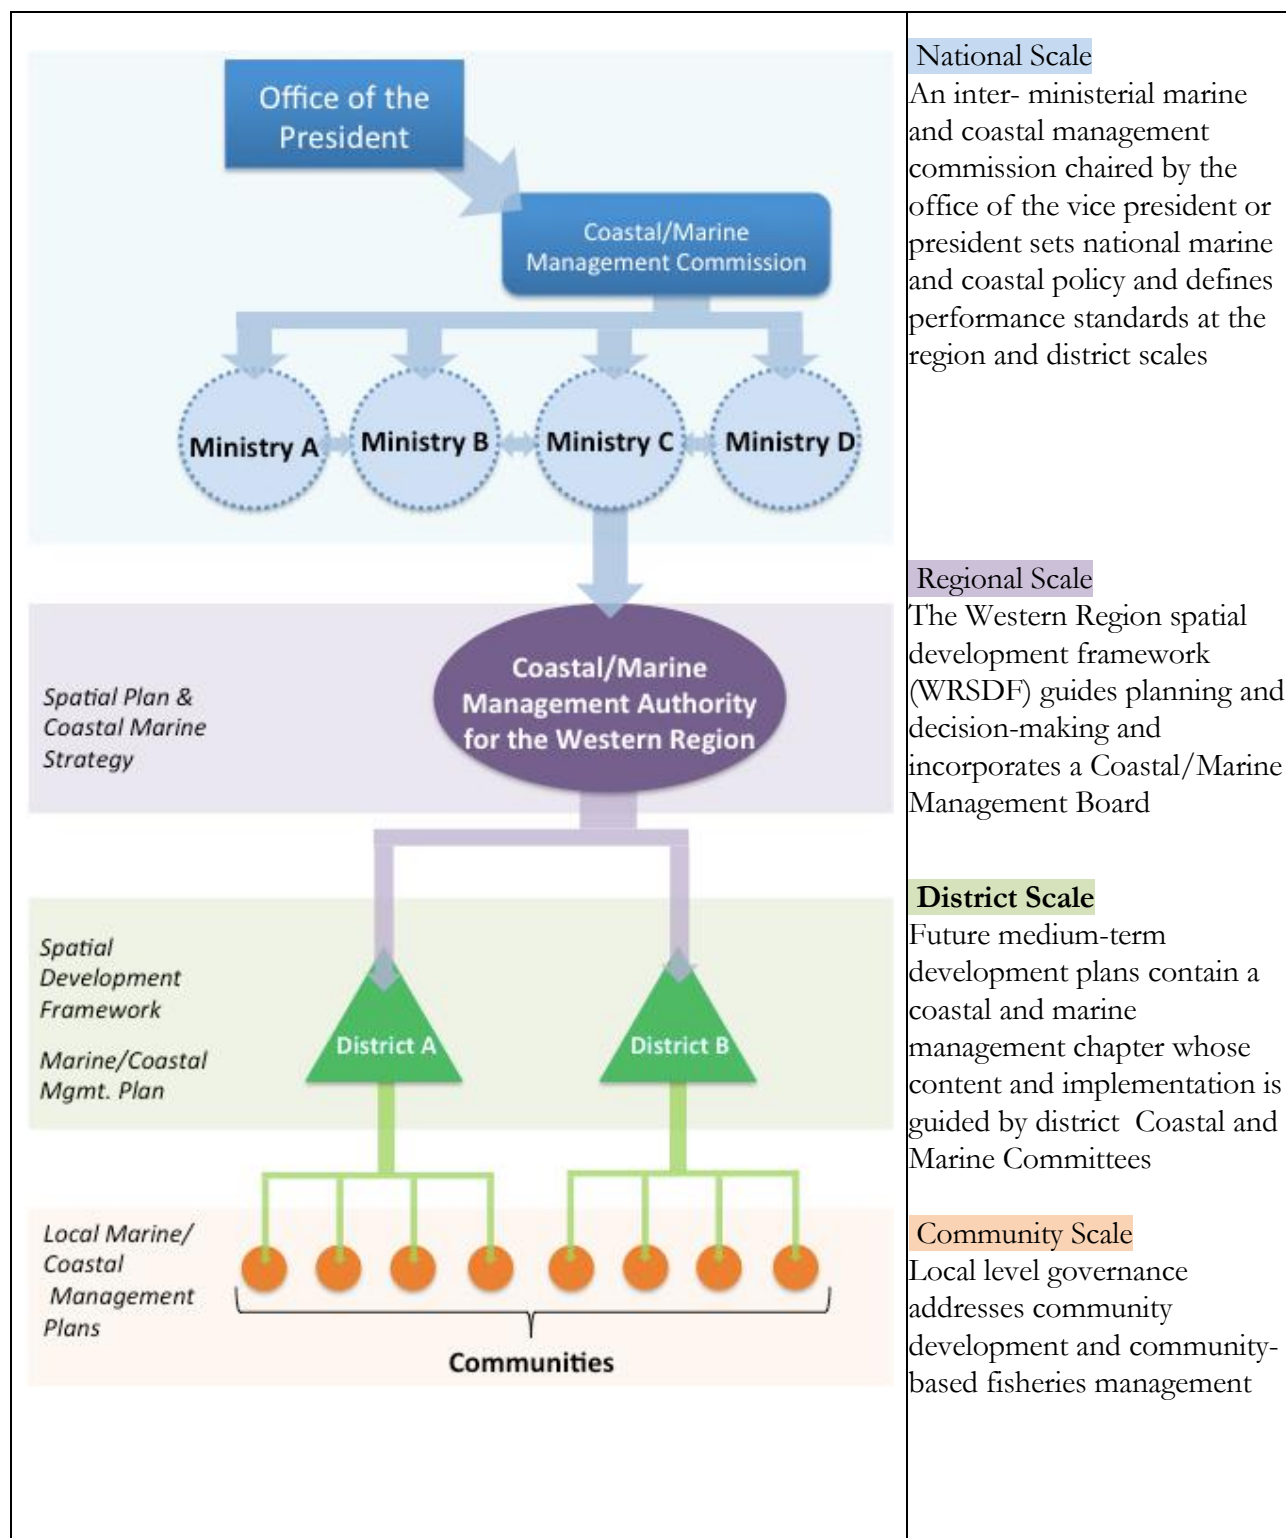 Office of the
President
Coastal/Marine
Management Commission
Ministry A
Ministry B
Ministry C
Ministry D
National Scale
An inter- ministerial marine
and coastal management
commission chaired by the
office of the vice president or
president sets national marine
and coastal policy and defines
performance standards at the
region and district scales
Spatial Plan &
Coastal Marine
Strategy
Coastal/Marine
Management Authority
for the Western Region
Regional Scale
The Western Region spatial
development framework
(WRSDF) guides planning and
decision-making and
incorporates a Coastal/Marine
Management Board
Spatial
Development
Framework
Marine/Coastal
Mgmt. Plan
District A
District B
District Scale
Future medium-term
development plans contain a
coastal and marine
management chapter whose
content and implementation is
guided by district Coastal and
Marine Committees
Local Marine/
Coastal
Management
Plans
Communities
Community Scale
Local level governance
addresses community
development and community-
based fisheries management